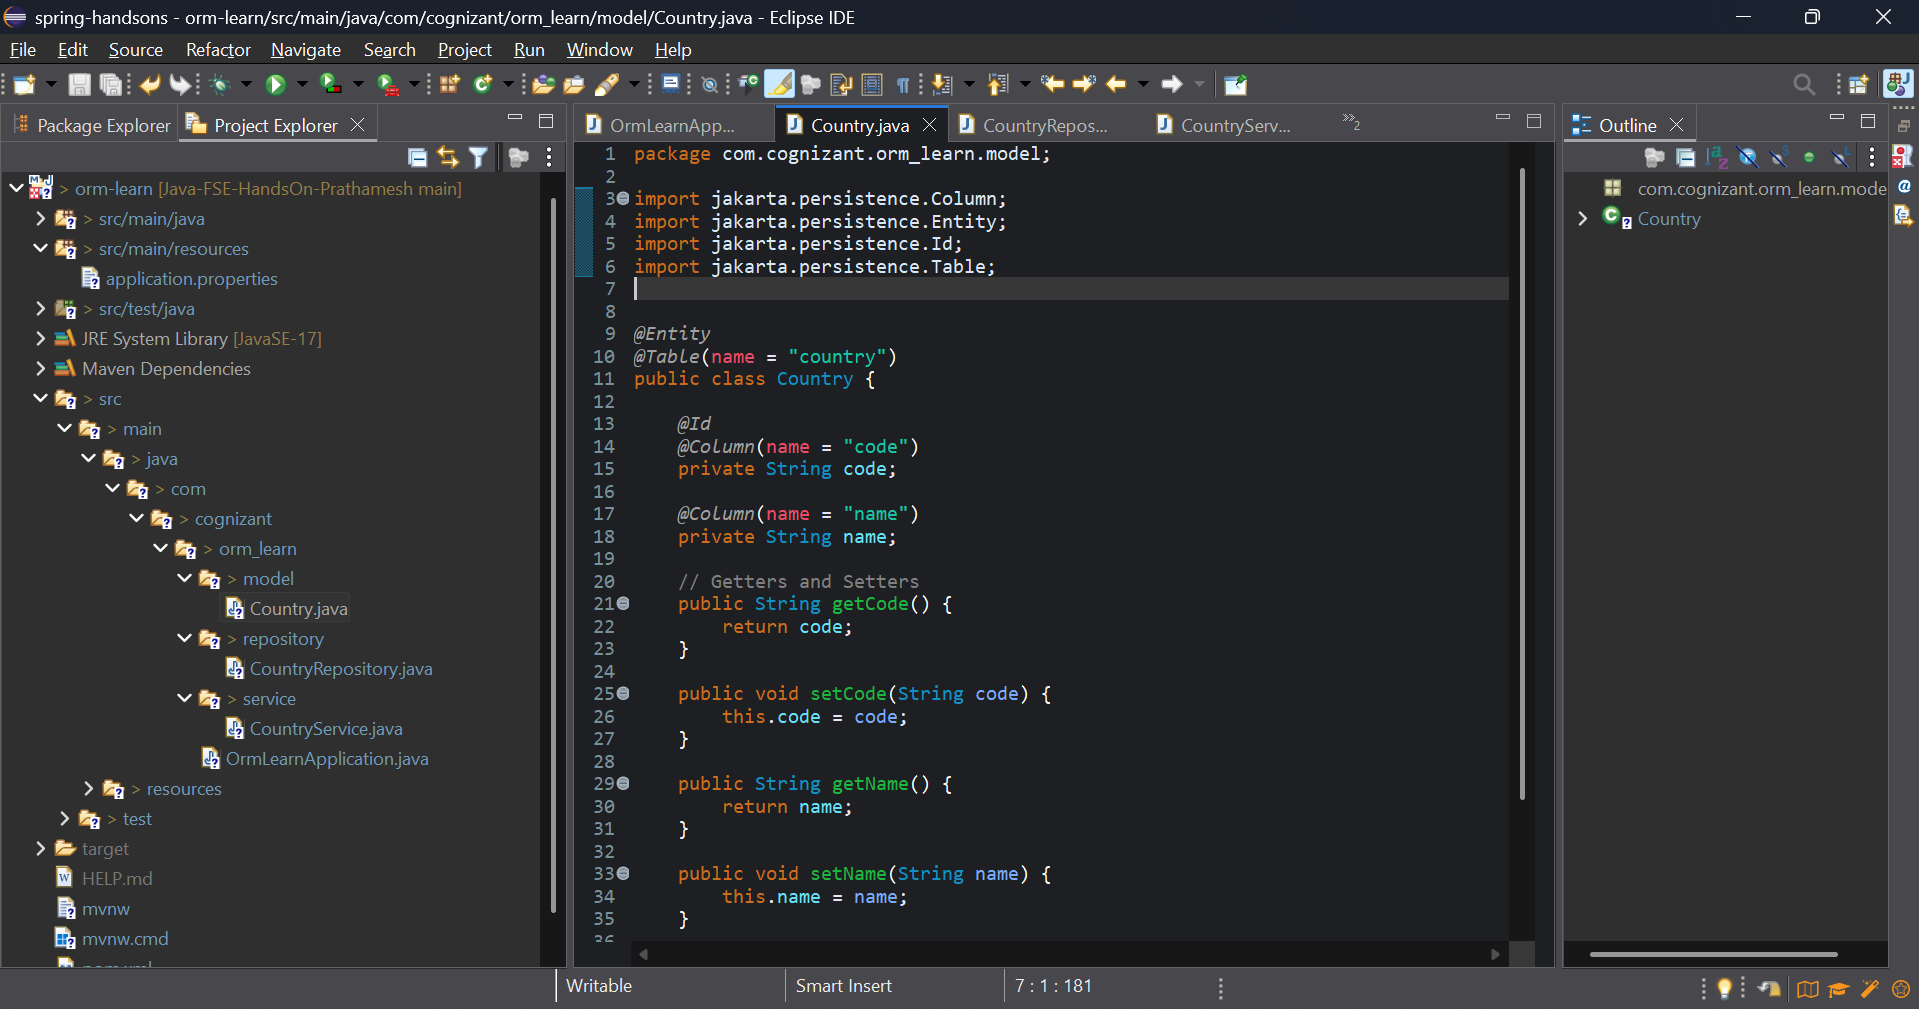 spring-handsons - orm-learn/src/main/java/com/cognizant/orm_learn/model/Country.java - Eclipse IDE
File Edit Source Refactor Navigate Search Project Run Window Help
Package Explorer
Project Explorer
> orm-learn [Java-FSE-HandsOn-Prathamesh main]
> src/main/java
> src/main/resources
application.properties
> src/test/java
JRE System Library [JavaSE-17]
Maven Dependencies
> src
> main
> java
> com
> cognizant
> orm_learn
> model
Country.java
> repository
CountryRepository.java
> service
CountryService.java
OrmLearnApplication.java
> resources
> test
target
HELP.md
mvnw
mvnw.cmd
OrmLearnApp...
Country.java
CountryRepos...
CountryServ...
»2
1 package com.cognizant.orm_learn.model;
2
3 import jakarta.persistence.Column;
4 import jakarta.persistence.Entity;
5 import jakarta.persistence.Id;
6 import jakarta.persistence.Table;
7
8
9 @Entity
10 @Table(name = "country")
11 public class Country {
12
13 @Id
14 @Column(name = "code")
15 private String code;
16
17 @Column(name = "name")
18 private String name;
19
20 // Getters and Setters
21 public String getCode() {
22 return code;
23 }
24
25 public void setCode(String code) {
26 this.code = code;
27 }
28
29 public String getName() {
30 return name;
31 }
32
33 public void setName(String name) {
34 this.name = name;
35 }
36
Outline
com.cognizant.orm_learn.mode
Country
Writable
Smart Insert
7 : 1 : 181